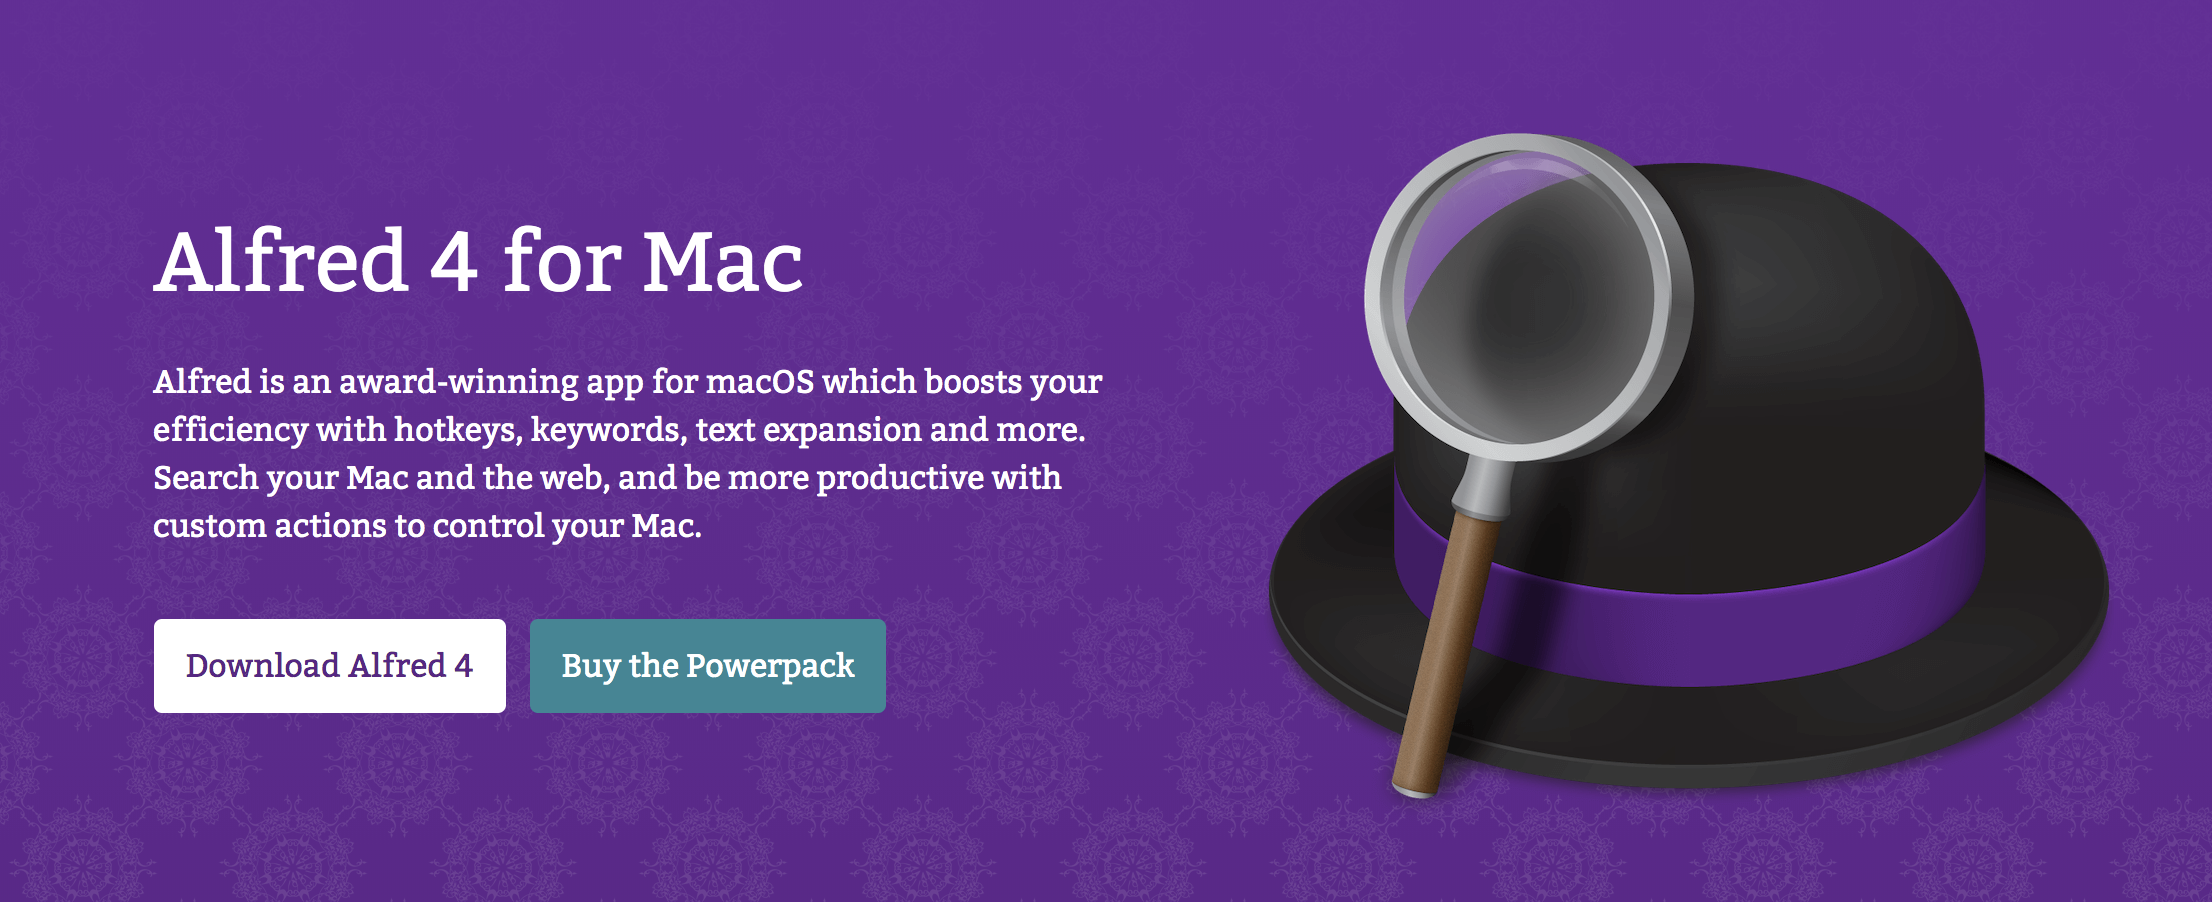 Alfred 4 for Mac
Alfred is an award-winning app for macOS which boosts your
efficiency with hotkeys, keywords, text expansion and more.
Search your Mac and the web, and be more productive with
custom actions to control your Mac.
Download Alfred 4
Buy the Powerpack